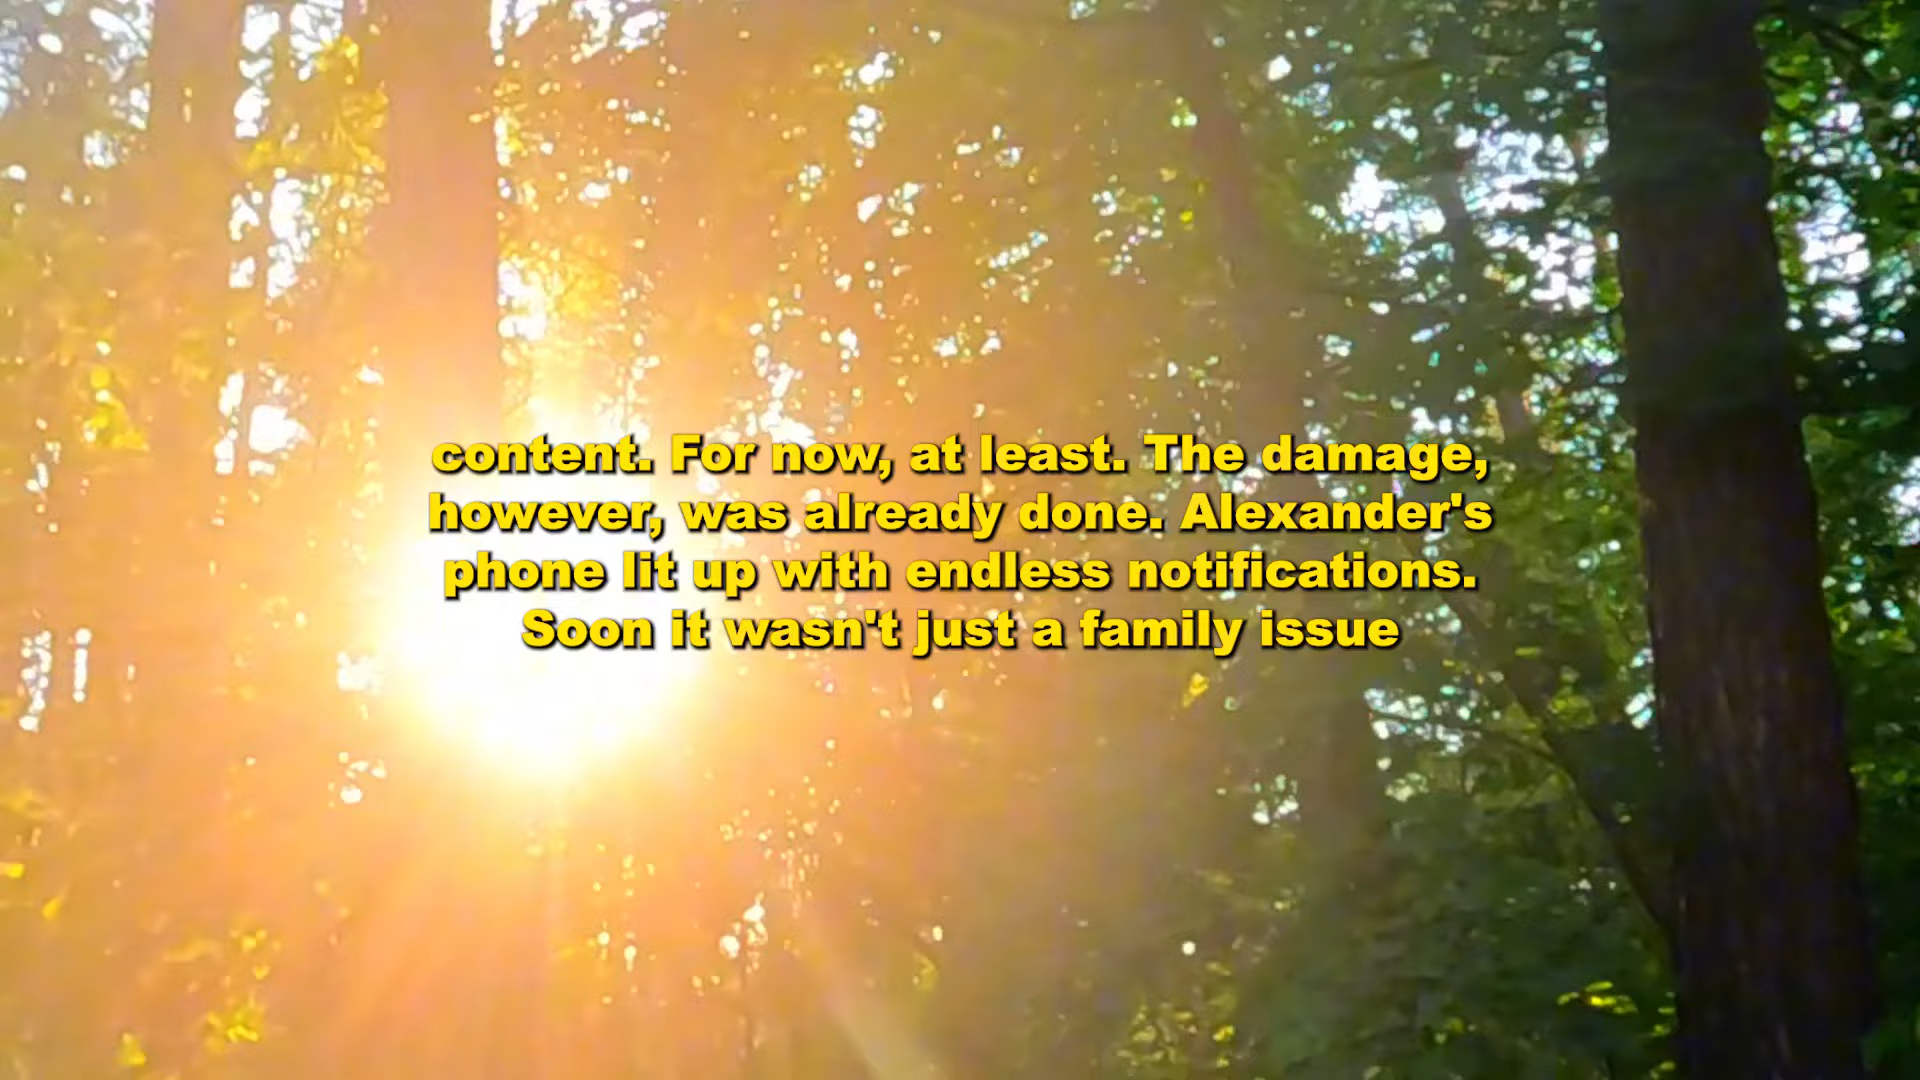 content. For now, at least. The damage,
however, was already done. Alexander's
phone lit up with endless notifications.
Soon it wasn't just a family issue